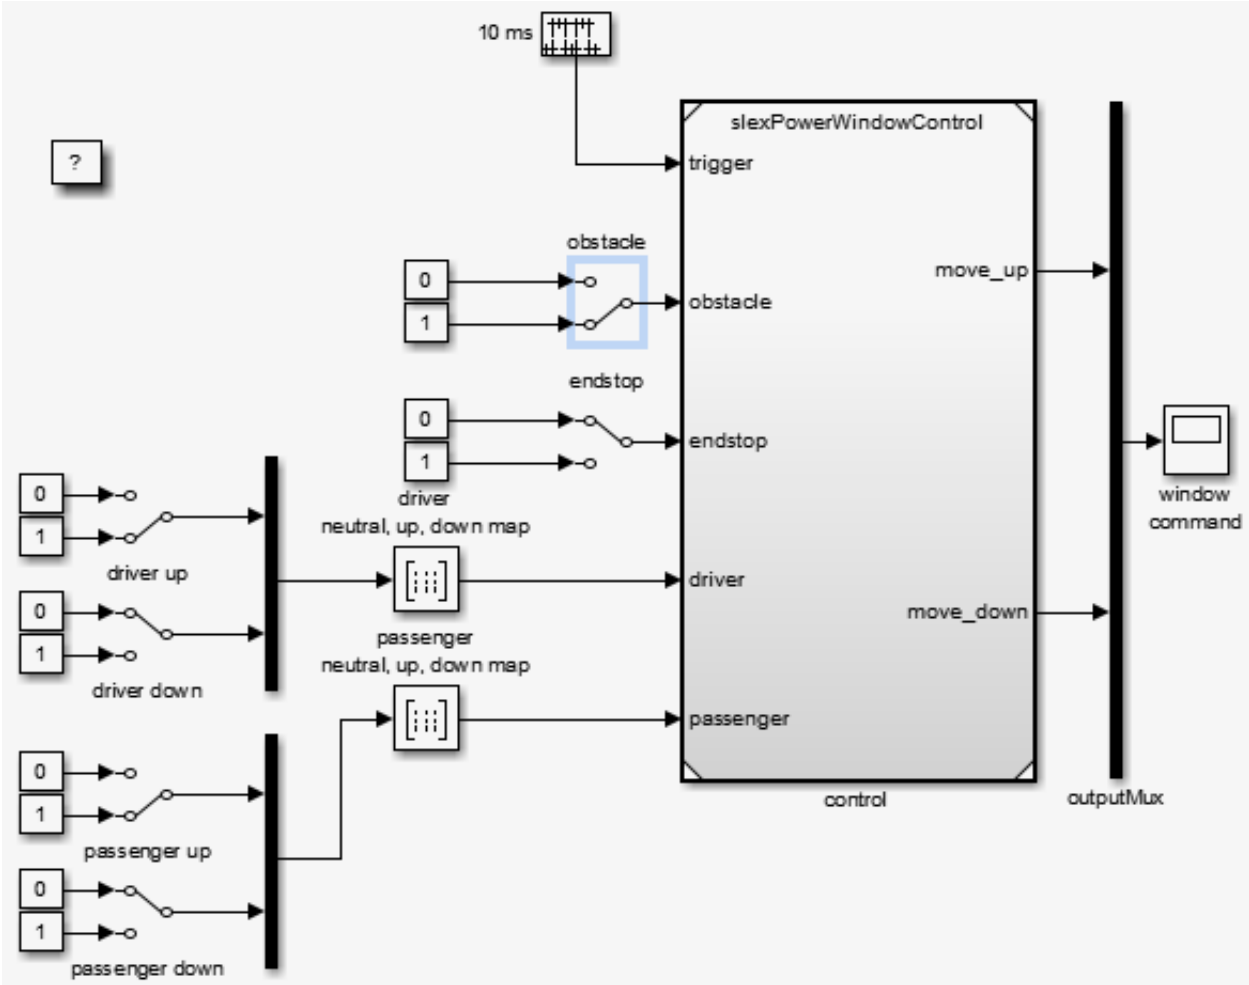 10 ms
?
slexPowerWindowControl
trigger
obstacle
0
1
obstacle
move_up
endstop
0
1
endstop
driver
neutral, up, down map
0
1
driver up
driver
window
command
0
1
driver down
passenger
neutral, up, down map
move_down
passenger
0
1
passenger up
control
outputMux
0
1
passenger down